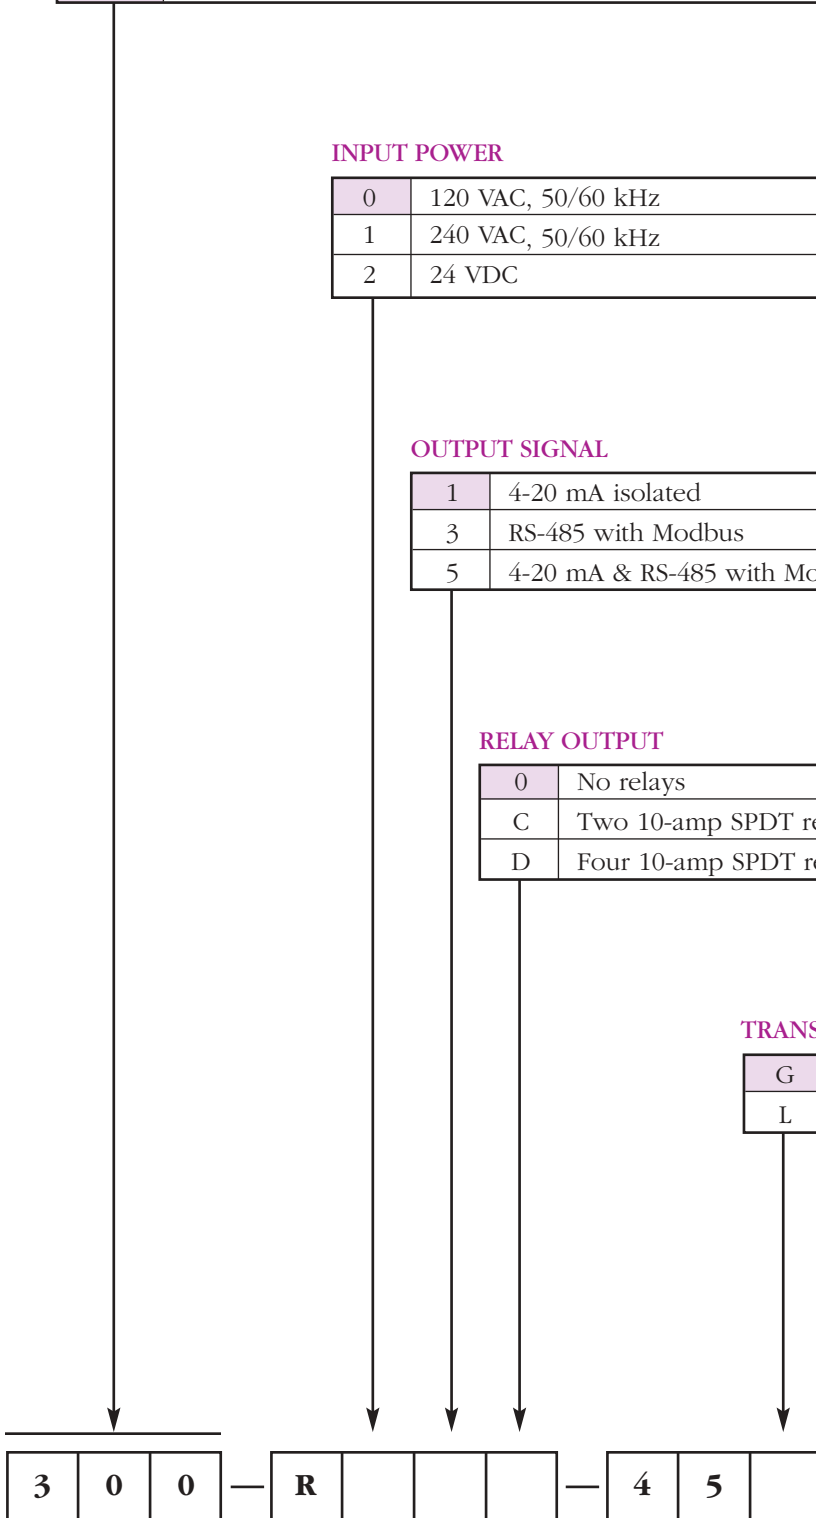 INPUT POWER
0 120 VAC, 50/60 kHz
1 240 VAC, 50/60 kHz
2 24 VDC
OUTPUT SIGNAL
1 4-20 mA isolated
3 RS-485 with Modbus
5 4-20 mA & RS-485 with
RELAY OUTPUT
0 No relays
C Two 10-amp SPDT
D Four 10-amp SPDT
G
L
3 0 0 — R — 4 5